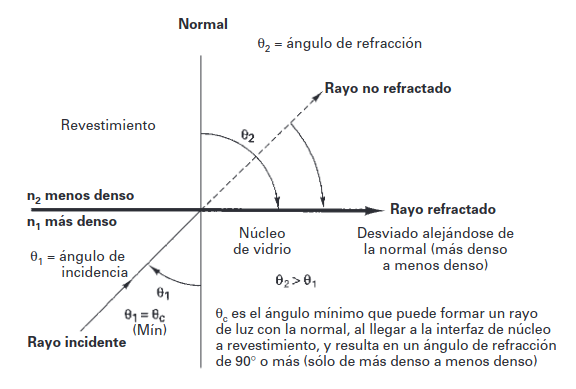 Normal
θ₂ = ángulo de refracción
Rayo no refractado
Revestimiento
θ₂
n₂ menos denso
n₁ más denso
Rayo refractado
Núcleo
de vidrio
Desviado alejándose de
la normal (más denso
a menos denso)
θ₁ = ángulo de
incidencia
θ₂ > θ₁
θ₁
θ₁ = θc
(Mín)
Rayo incidente
θc es el ángulo mínimo que puede formar un rayo
de luz con la normal, al llegar a la interfaz de núcleo
a revestimiento, y resulta en un ángulo de refracción
de 90° o más (sólo de más denso a menos denso)